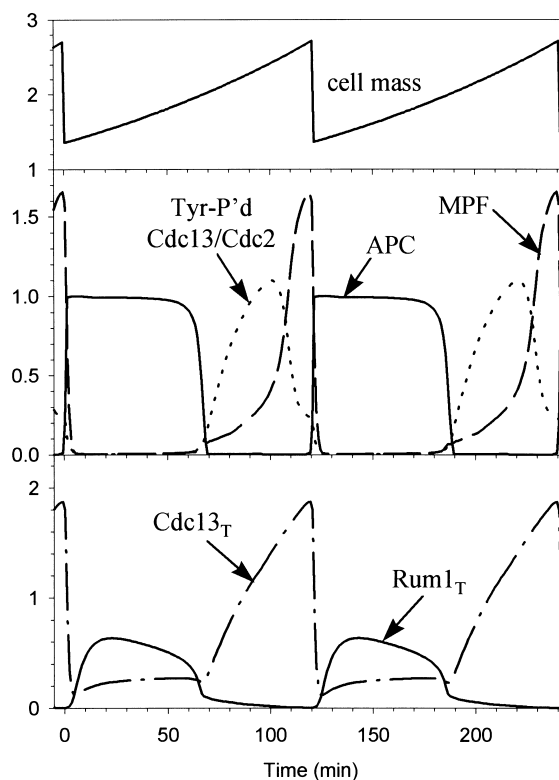 3
cell mass
2
1
1.5
Tyr-P'd
Cdc13/Cdc2
MPF
APC
1.0
0.5
0.0
2
Cdc13T
Rum1T
1
0
0 50 100 150 200
Time (min)